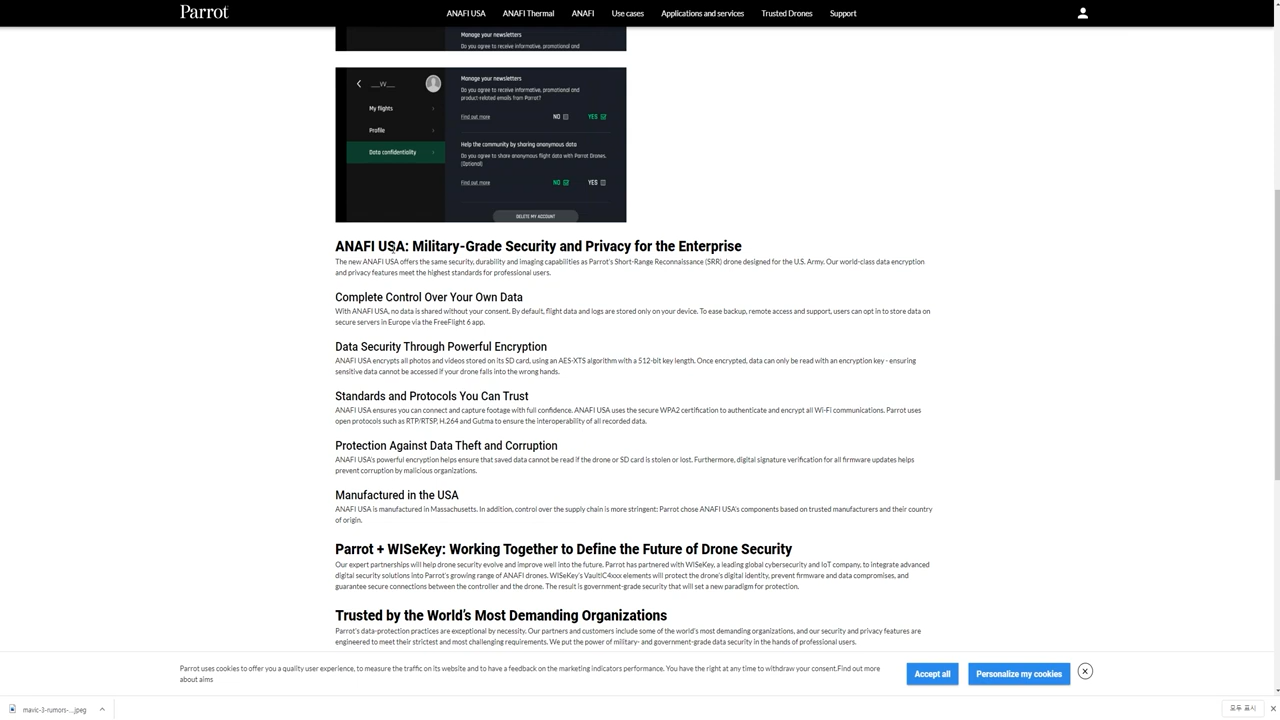 Parrot
ANAFI USA ANAFI Thermal ANAFI Use cases Applications and services Trusted Drones Support
Manage your newsletters
Do you agree to receive informative, promotional and
Manage your newsletters
Do you agree to receive informative, promotional and
product-related emails from Parrot?
Find out more NO YES
My flights
Profile
Data confidentiality
Help the community by sharing anonymous data
Do you agree to share anonymous flight data with Parrot Drones.
(Optional)
Find out more NO YES
DELETE MY ACCOUNT
ANAFI USA: Military-Grade Security and Privacy for the Enterprise
The new ANAFI USA offers the same security, durability and imaging capabilities as Parrot's Short-Range Reconnaissance (SRR) drone designed for the U.S. Army. Our world-class data encryption
and privacy features meet the highest standards for professional users.
Complete Control Over Your Own Data
With ANAFI USA, no data is shared without your consent. By default, flight data and logs are stored only on your device. To ease backup, remote access and support, users can opt in to store data on
secure servers in Europe via the FreeFlight 6 app.
Data Security Through Powerful Encryption
ANAFI USA encrypts all photos and videos stored on its SD card, using an AES-XTS algorithm with a 512-bit key length. Once encrypted, data can only be read with an encryption key - ensuring
sensitive data cannot be accessed if your drone falls into the wrong hands.
Standards and Protocols You Can Trust
ANAFI USA ensures you can connect and capture footage with full confidence. ANAFI USA uses the secure WPA2 certification to authenticate and encrypt all Wi-Fi communications. Parrot uses
open protocols such as RTP/RTSP, H.264 and Gutma to ensure the interoperability of all recorded data.
Protection Against Data Theft and Corruption
ANAFI USA's powerful encryption helps ensure that saved data cannot be read if the drone or SD card is stolen or lost. Furthermore, digital signature verification for all firmware updates helps
prevent corruption by malicious organizations.
Manufactured in the USA
ANAFI USA is manufactured in Massachusetts. In addition, control over the supply chain is more stringent: Parrot chose ANAFI USA's components based on trusted manufacturers and their country
of origin.
Parrot + WISeKey: Working Together to Define the Future of Drone Security
Our expert partnerships will help drone security evolve and improve well into the future. Parrot has partnered with WISeKey, a leading global cybersecurity and IoT company, to integrate advanced
digital security solutions into Parrot's growing range of ANAFI drones. WISeKey's VaultiC4xxx elements will protect the drone's digital identity, prevent firmware and data compromises, and
guarantee secure connections between the controller and the drone. The result is government-grade security that will set a new paradigm for protection.
Trusted by the World's Most Demanding Organizations
Parrot's data-protection practices are exceptional by necessity. Our partners and customers include some of the world's most demanding organizations, and our security and privacy features are
engineered to meet their strictest and most challenging requirements. We put the power of military- and government-grade data security in the hands of professional users.
Parrot uses cookies to offer you a quality user experience, to measure the traffic on its website and to have a feedback on the marketing indicators performance. You have the right at any time to withdraw your consent.Find out more
about aims
Accept all Personalize my cookies
mavic-3-rumors-....jpeg 모두 표시